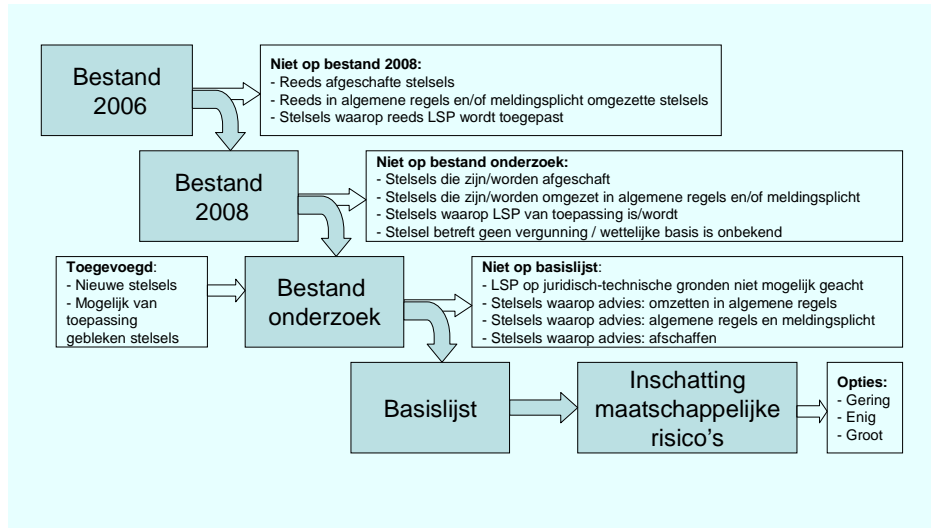 Bestand
2006
Niet op bestand 2008:
- Reeds afgeschafte stelsels
- Reeds in algemene regels en/of meldingsplicht omgezette stelsels
- Stelsels waarop reeds LSP wordt toegepast
Bestand
2008
Niet op bestand onderzoek:
- Stelsels die zijn/worden afgeschaft
- Stelsels die zijn/worden omgezet in algemene regels en/of meldingsplicht
- Stelsels waarop LSP van toepassing is/wordt
- Stelsel betreft geen vergunning / wettelijke basis is onbekend
Toegevoegd:
- Nieuwe stelsels
- Mogelijk van
toepassing
gebleken stelsels
Bestand
onderzoek
Niet op basislijst:
- LSP op juridisch-technische gronden niet mogelijk geacht
- Stelsels waarop advies: omzetten in algemene regels
- Stelsels waarop advies: algemene regels en meldingsplicht
- Stelsels waarop advies: afschaffen
Basislijst
Inschatting
maatschappelijke
risico's
Opties:
- Gering
- Enig
- Groot